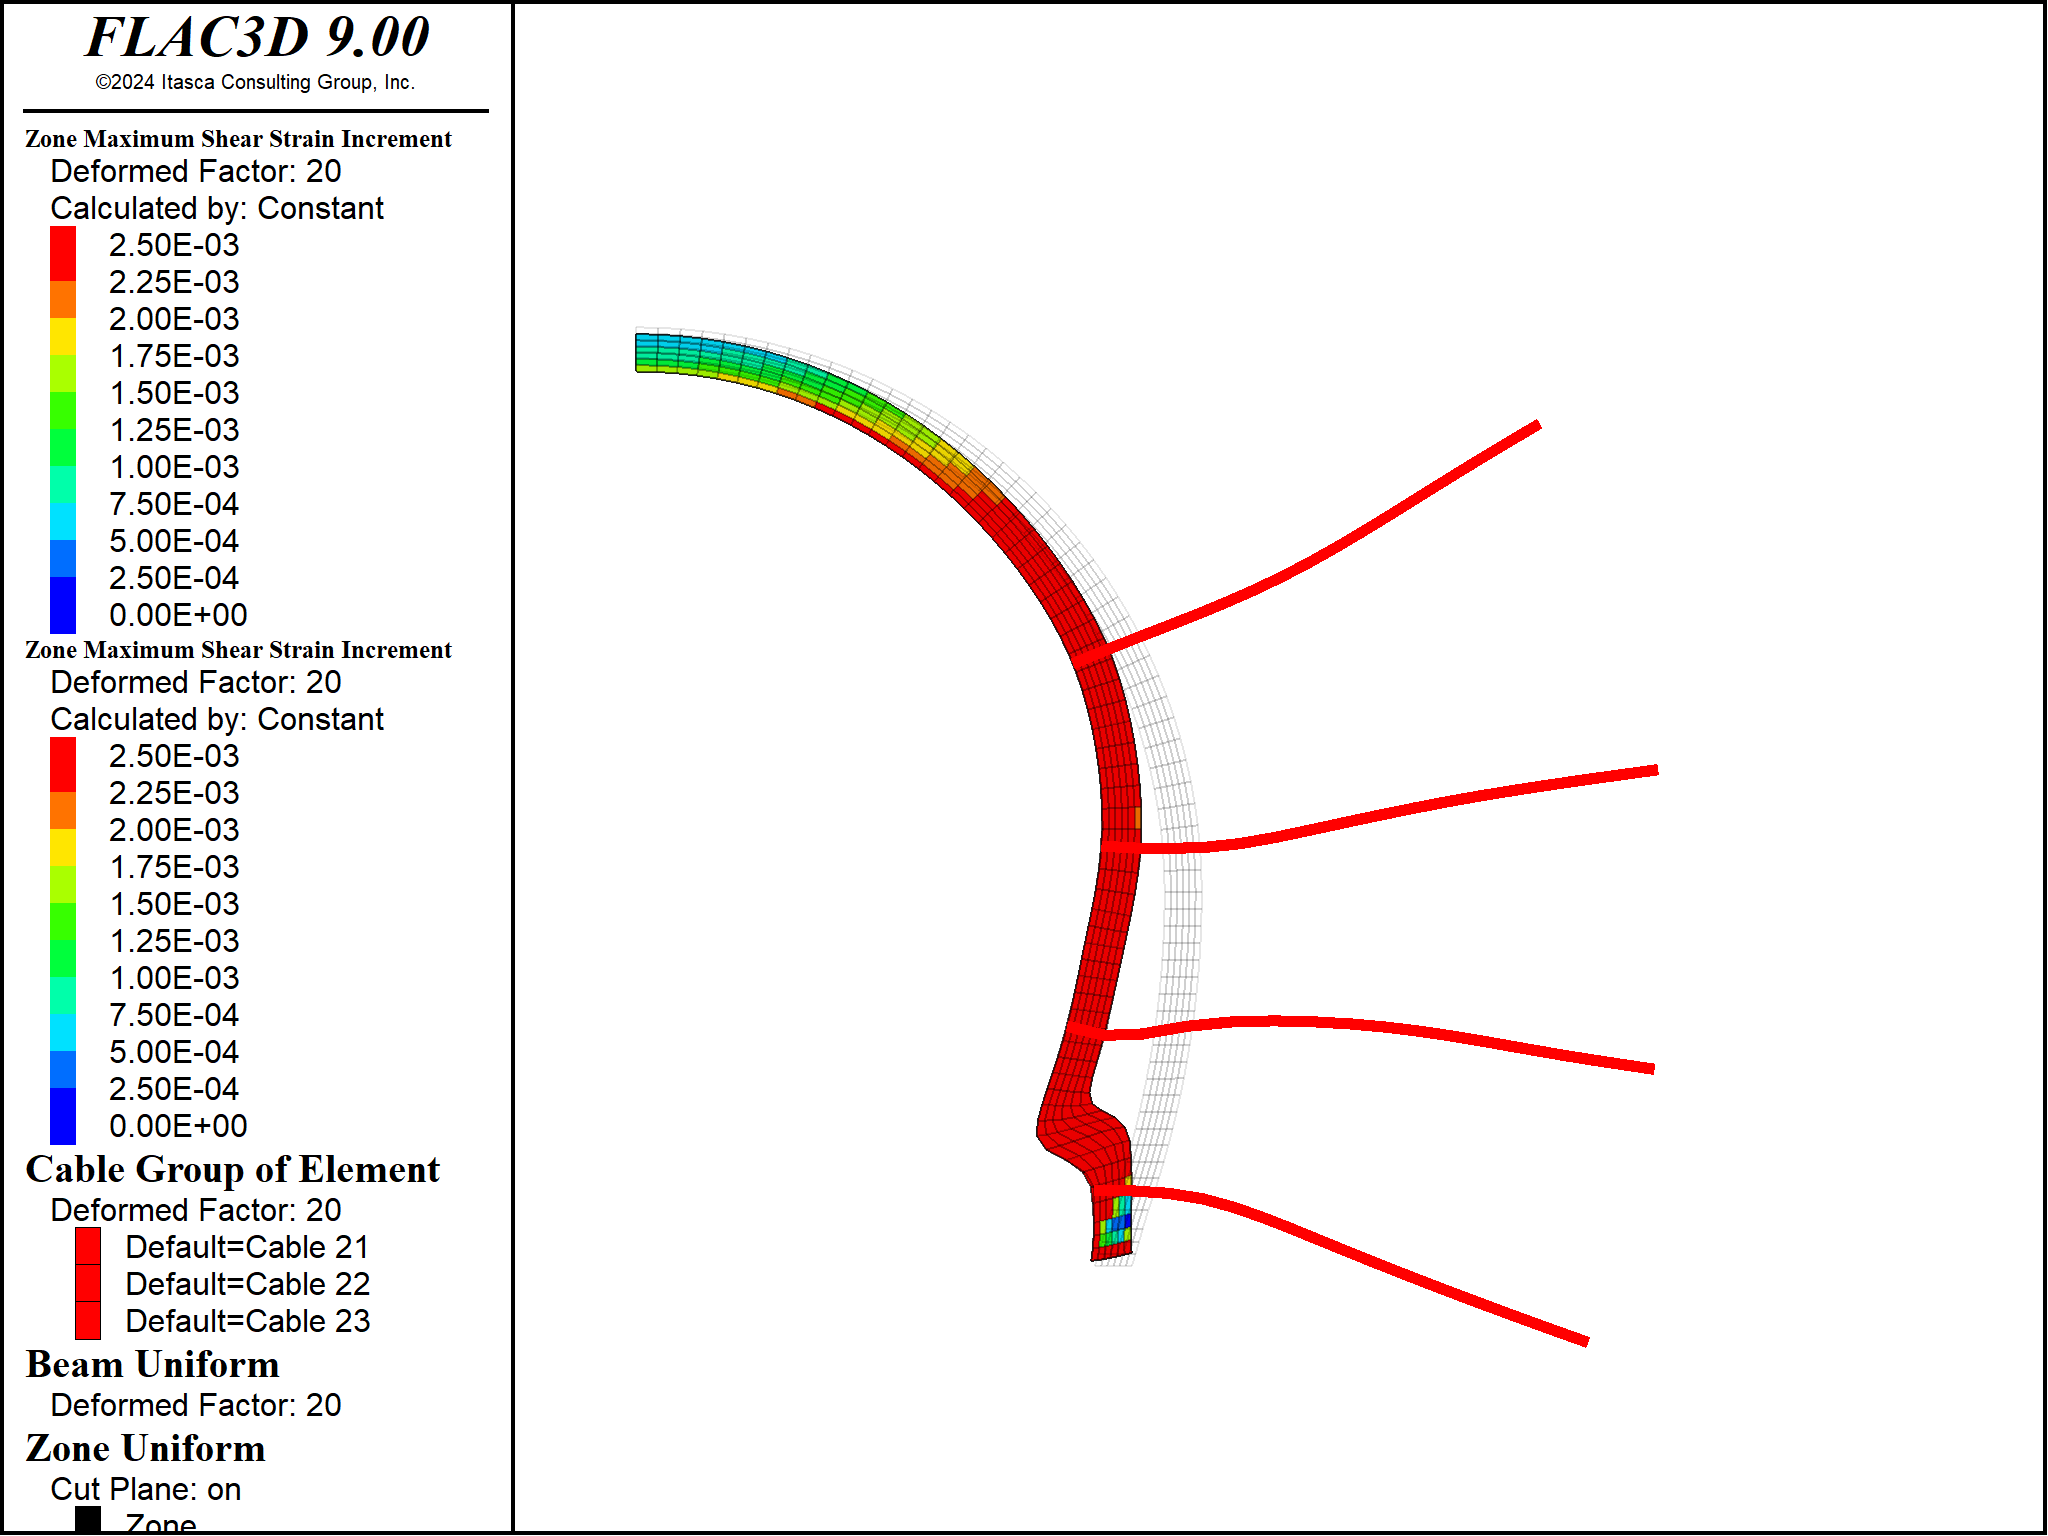 FLAC3D 9.00
©2024 Itasca Consulting Group, Inc.
Zone Maximum Shear Strain Increment
Deformed Factor: 20
Calculated by: Constant
2.50E-03
2.25E-03
2.00E-03
1.75E-03
1.50E-03
1.25E-03
1.00E-03
7.50E-04
5.00E-04
2.50E-04
0.00E+00
Zone Maximum Shear Strain Increment
Deformed Factor: 20
Calculated by: Constant
2.50E-03
2.25E-03
2.00E-03
1.75E-03
1.50E-03
1.25E-03
1.00E-03
7.50E-04
5.00E-04
2.50E-04
0.00E+00
Cable Group of Element
Deformed Factor: 20
Default=Cable 21
Default=Cable 22
Default=Cable 23
Beam Uniform
Deformed Factor: 20
Zone Uniform
Cut Plane: on
Zone